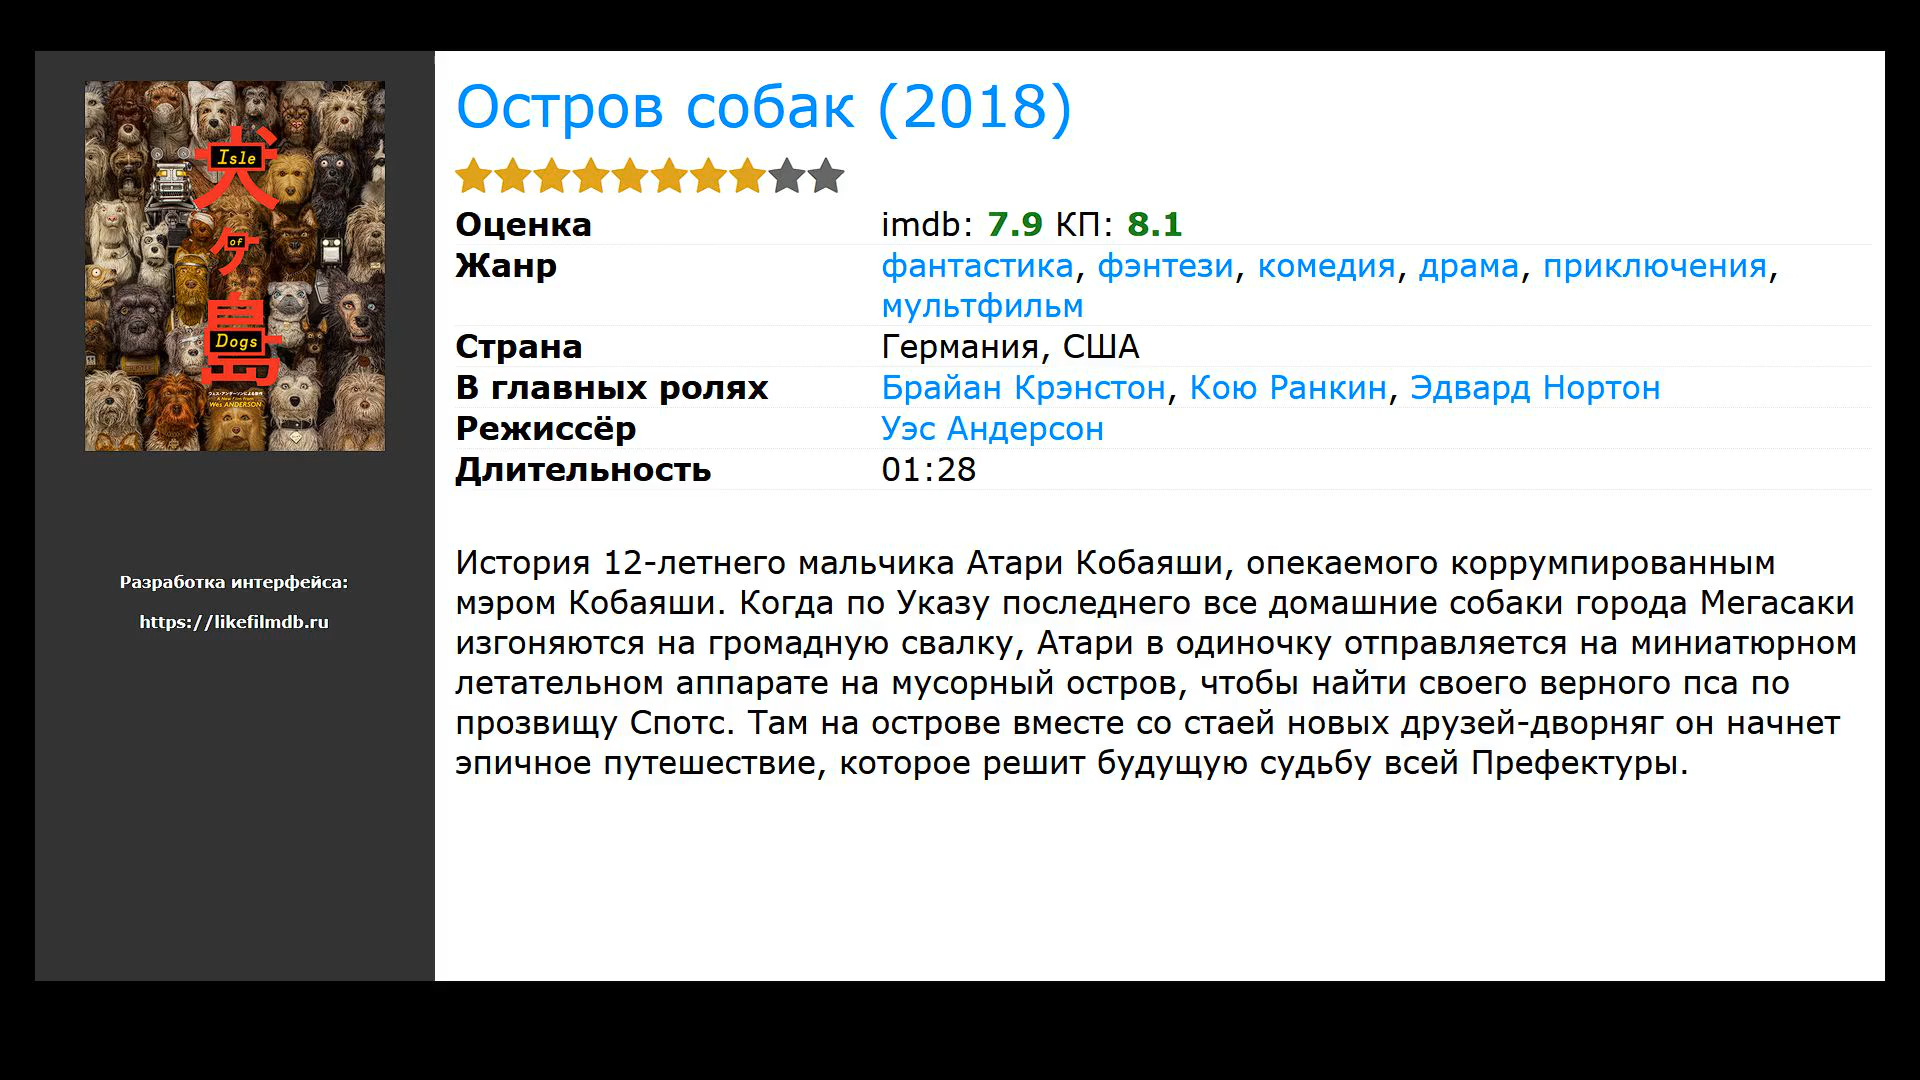 犬
Isle
of
ヶ
島
Dogs
Wes ANDERSON
Разработка интерфейса:
https://likefilmdb.ru
Остров собак (2018)
Оценка imdb: 7.9 КП: 8.1
Жанр фантастика, фэнтези, комедия, драма, приключения,
мультфильм
Страна Германия, США
В главных ролях Брайан Крэнстон, Кою Ранкин, Эдвард Нортон
Режиссёр Уэс Андерсон
Длительность 01:28
История 12-летнего мальчика Атари Кобаяши, опекаемого коррумпированным
мэром Кобаяши. Когда по Указу последнего все домашние собаки города Мегасаки
изгоняются на громадную свалку, Атари в одиночку отправляется на миниатюрном
летательном аппарате на мусорный остров, чтобы найти своего верного пса по
прозвищу Спотс. Там на острове вместе со стаей новых друзей-дворняг он начнет
эпичное путешествие, которое решит будущую судьбу всей Префектуры.